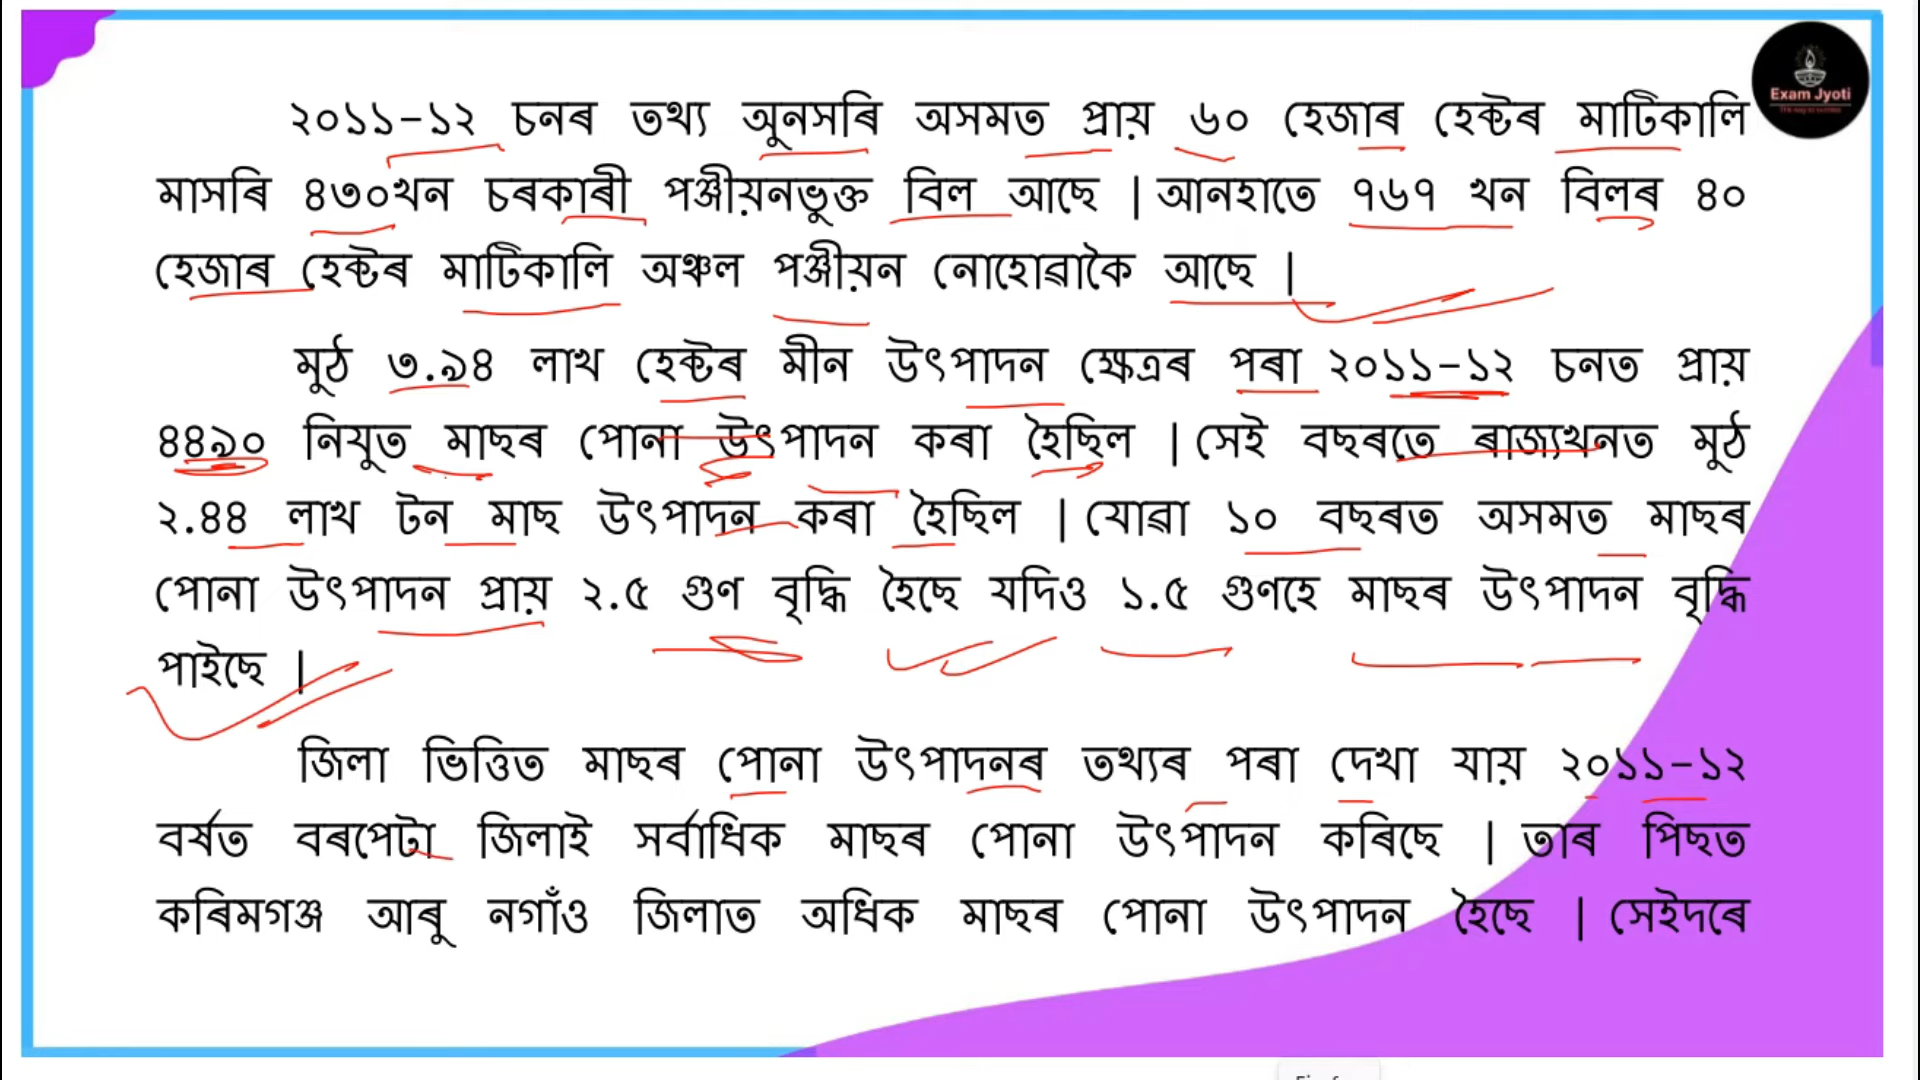 Exam Jyoti
২০১১-১২ চনৰ তথ্য অুনসৰি অসমত প্ৰায় ৬০ হেজাৰ হেক্টৰ মাটিকালি
মাসৰি ৪৩০খন চৰকাৰী পঞ্জীয়নভুক্ত বিল আছে | আনহাতে ৭৬৭ খন বিলৰ ৪০
হেজাৰ হেক্টৰ মাটিকালি অঞ্চল পঞ্জীয়ন নোহোৱাকৈ আছে |
মুঠ ৩.৯৪ লাখ হেক্টৰ মীন উৎপাদন ক্ষেত্ৰৰ পৰা ২০১১-১২ চনত প্ৰায়
৪৪৯০ নিযুত মাছৰ পোনা উৎপাদন কৰা হৈছিল | সেই বছৰতে ৰাজ্যখনত মুঠ
২.৪৪ লাখ টন মাছ উৎপাদন কৰা হৈছিল | যোৱা ১০ বছৰত অসমত মাছৰ
পোনা উৎপাদন প্ৰায় ২.৫ গুণ বৃদ্ধি হৈছে যদিও ১.৫ গুণহে মাছৰ উৎপাদন বৃদ্ধি
পাইছে |
জিলা ভিত্তিত মাছৰ পোনা উৎপাদনৰ তথ্যৰ পৰা দেখা যায় ২০১১-১২
বৰ্ষত বৰপেটা জিলাই সৰ্বাধিক মাছৰ পোনা উৎপাদন কৰিছে | তাৰ পিছত
কৰিমগঞ্জ আৰু নগাঁও জিলাত অধিক মাছৰ পোনা উৎপাদন হৈছে | সেইদৰে